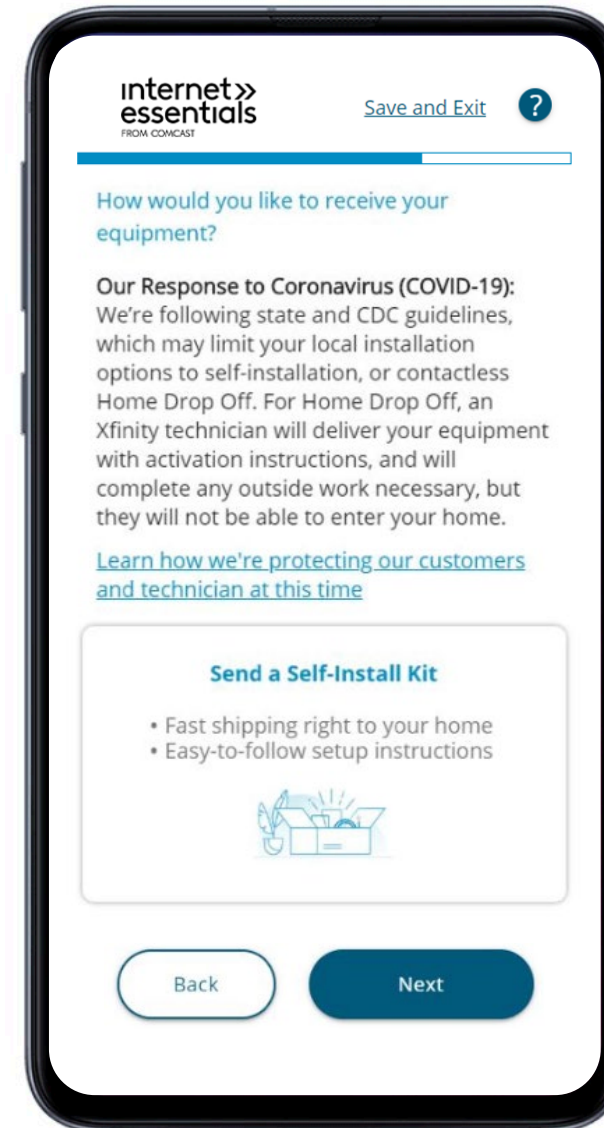 internet»
essentials
FROM COMCAST
Save and Exit
?
How would you like to receive your
equipment?
Our Response to Coronavirus (COVID-19):
We're following state and CDC guidelines,
which may limit your local installation
options to self-installation, or contactless
Home Drop Off. For Home Drop Off, an
Xfinity technician will deliver your equipment
with activation instructions, and will
complete any outside work necessary, but
they will not be able to enter your home.
Learn how we're protecting our customers
and technician at this time
Send a Self-Install Kit
• Fast shipping right to your home
• Easy-to-follow setup instructions
Back
Next